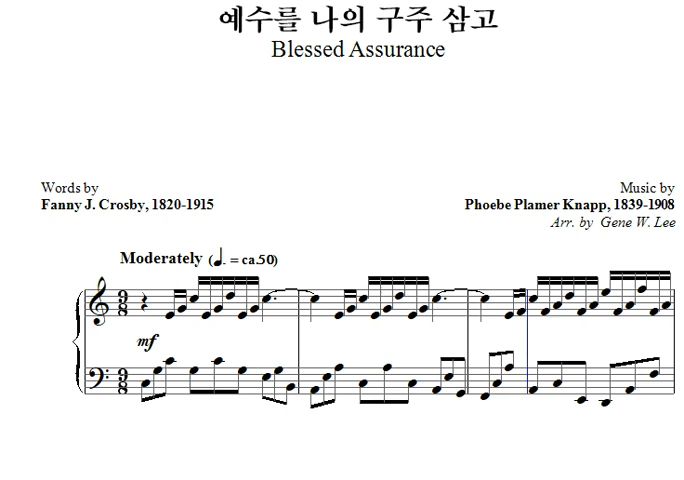 예수를 나의 구주 삼고
Blessed Assurance
Words by
Fanny J. Crosby, 1820-1915
Music by
Phoebe Plamer Knapp, 1839-1908
Arr. by Gene W. Lee
Moderately (♩. = ca.50)
9
8
mf
9
8